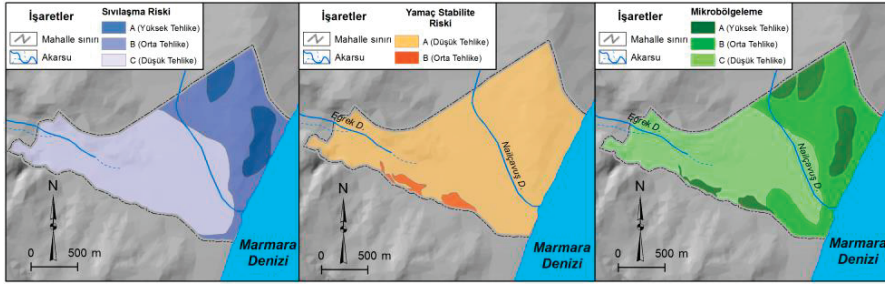 İşaretler
Mahalle sınırı
Akarsu
Sıvılaşma Riski
A (Yüksek Tehlike)
B (Orta Tehlike)
C (Düşük Tehlike)
Eğrek D.
N
0 500 m
Marmara
Denizi
İşaretler
Mahalle sınırı
Akarsu
Yamaç Stabilite
Riski
A (Düşük Tehlike)
B (Orta Tehlike)
Nailçavuş D.
N
0 500 m
Marmara
Denizi
İşaretler
Mahalle sınırı
Akarsu
Mikrobölgeleme
A (Yüksek Tehlike)
B (Orta Tehlike)
C (Düşük Tehlike)
Eğrek D.
Nailçavuş D.
N
0 500 m
Marmara
Denizi